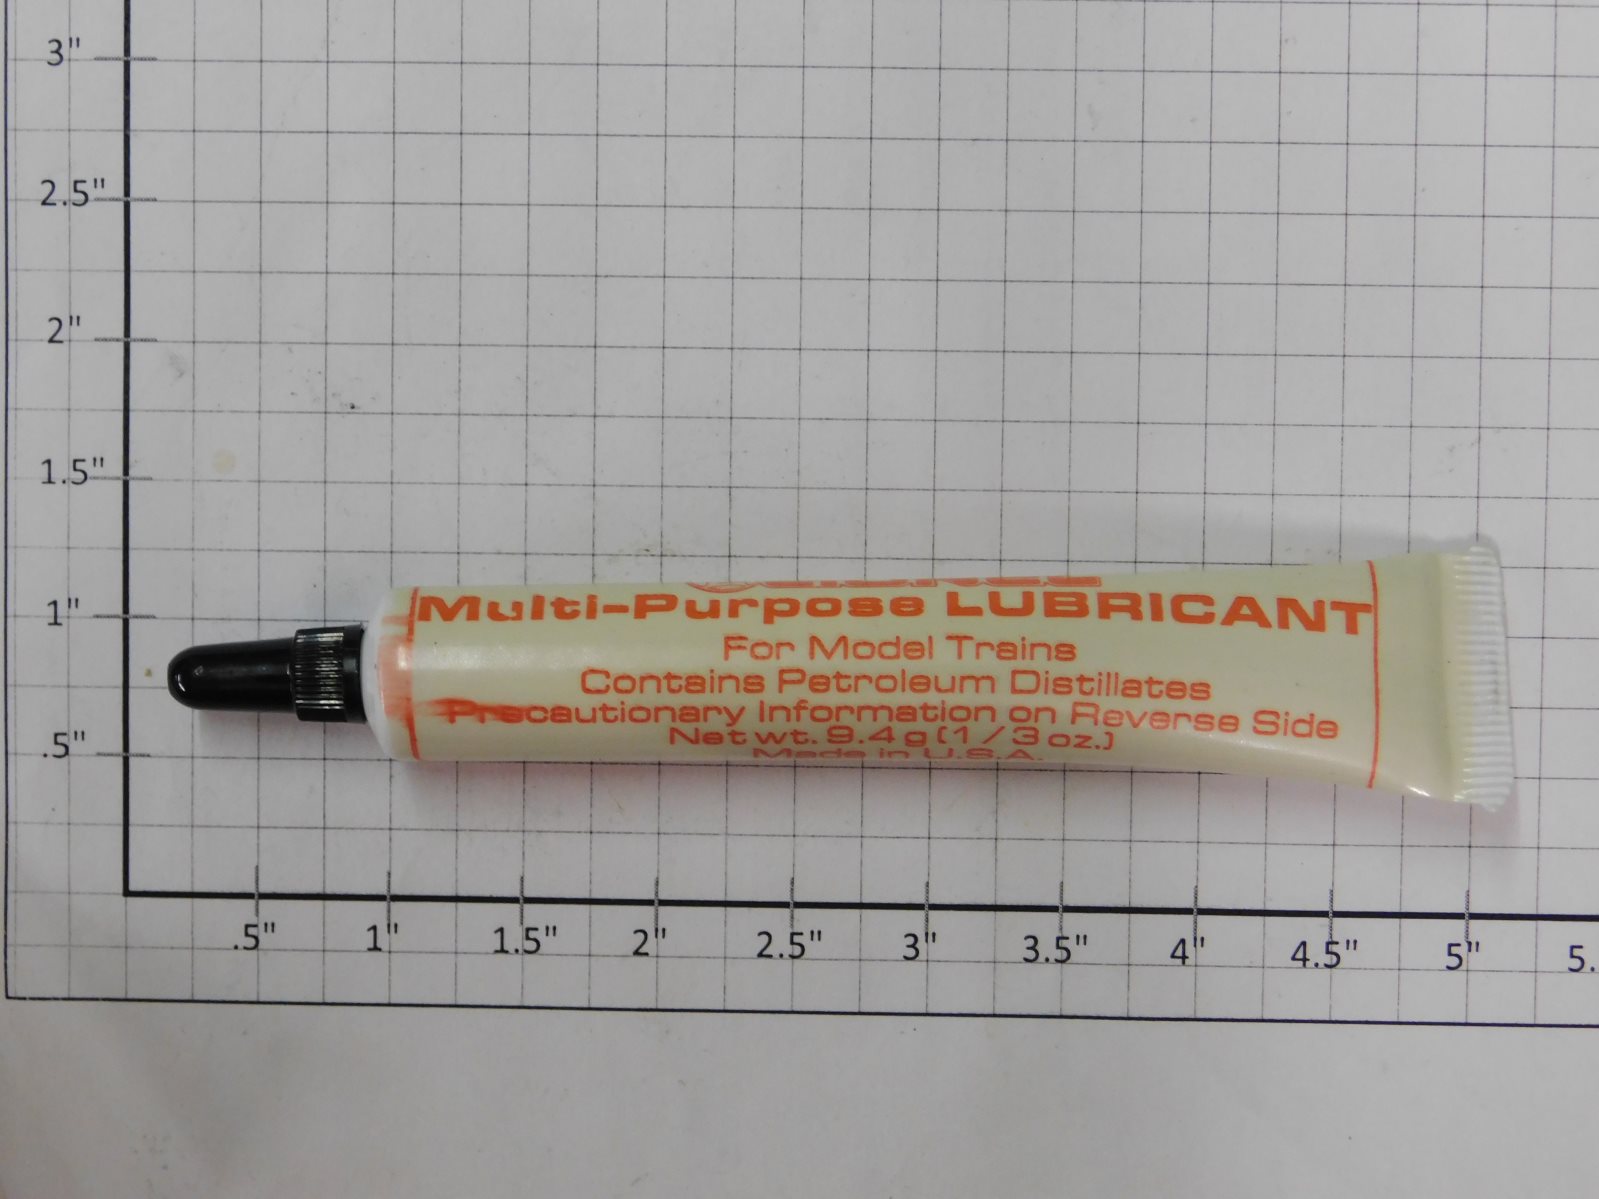 3"
2.5"
2"
1.5"
1"
.5"
Multi-Purpose LUBRICANT
For Model Trains
Contains Petroleum Distillates
Precautionary Information on Reverse Side
Net wt. 9.4g (1/3 oz.)
Made in U.S.A.
.5" 1" 1.5" 2" 2.5" 3" 3.5" 4" 4.5" 5" 5.